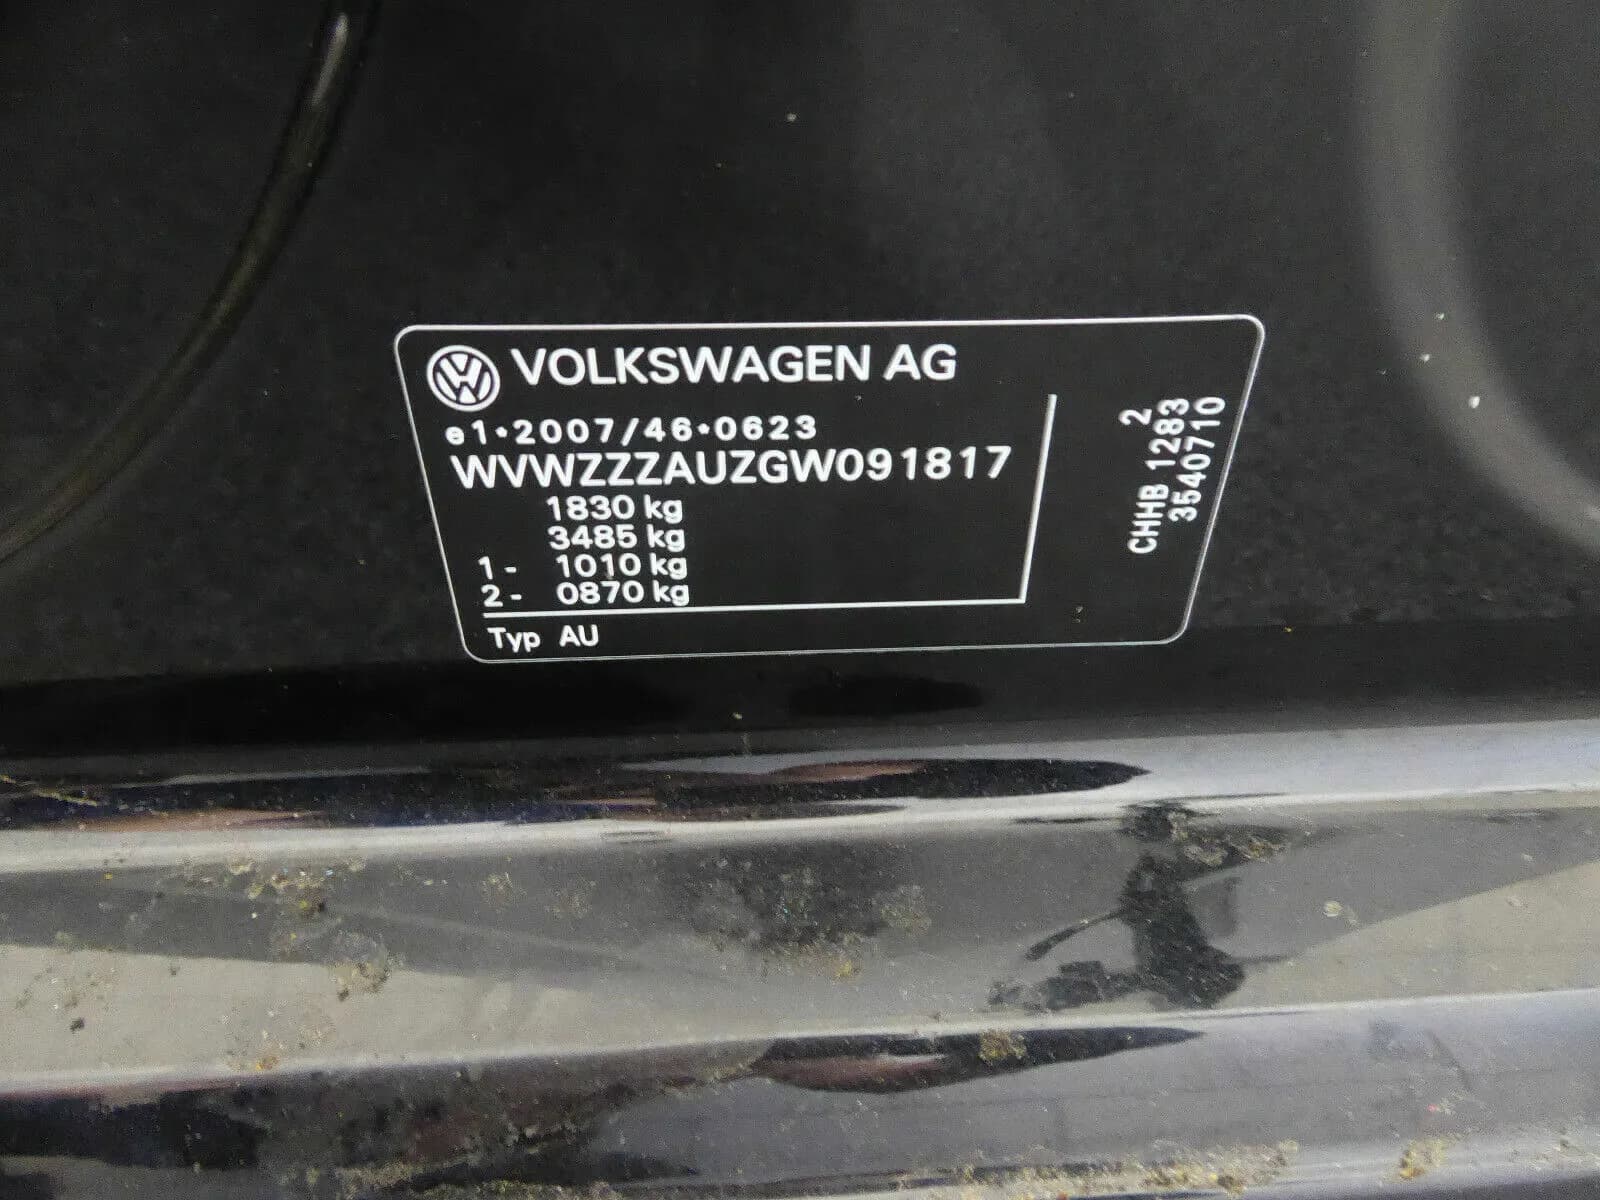 VOLKSWAGEN AG
e1*2007/46*0623
WVWZZZAUZGW091817
1830 kg
3485 kg
1- 1010 kg
2- 0870 kg
Typ AU
2
CHHB 1283
3540710